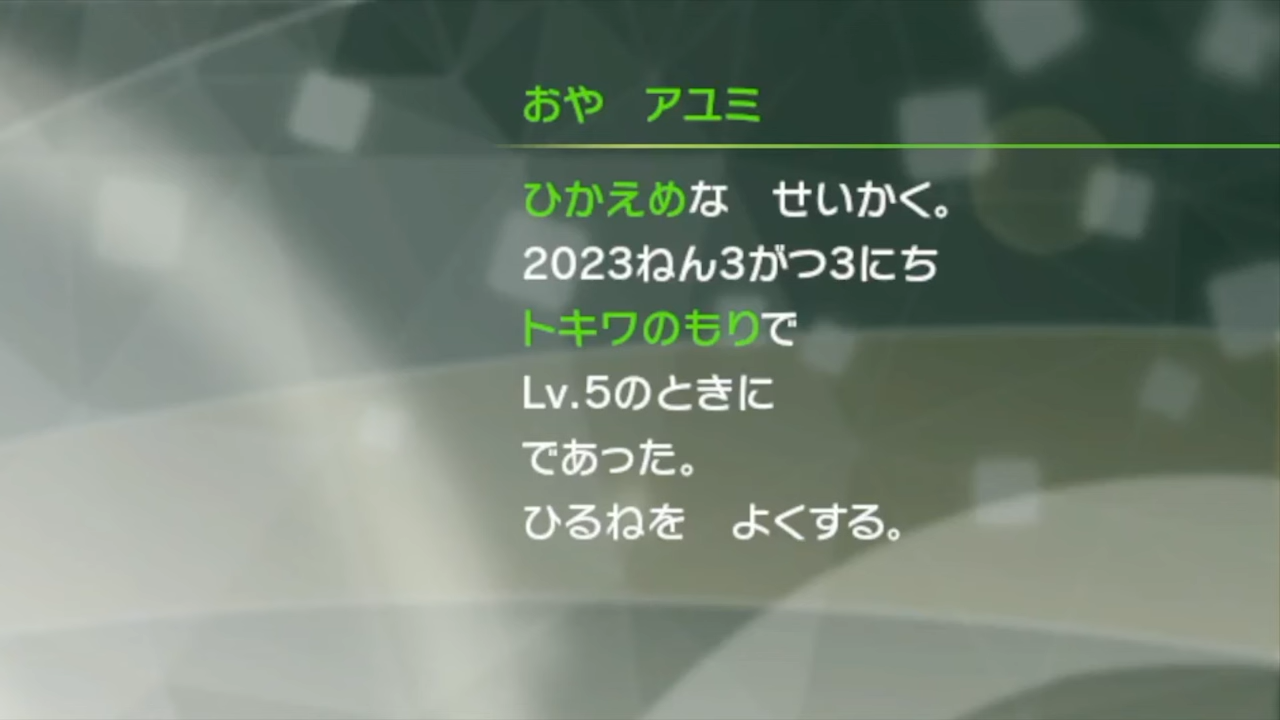 おや　アユミ
ひかえめな　せいかく。
2023ねん3がつ3にち
トキワのもりで
Lv.5のときに
であった。
ひるねを　よくする。